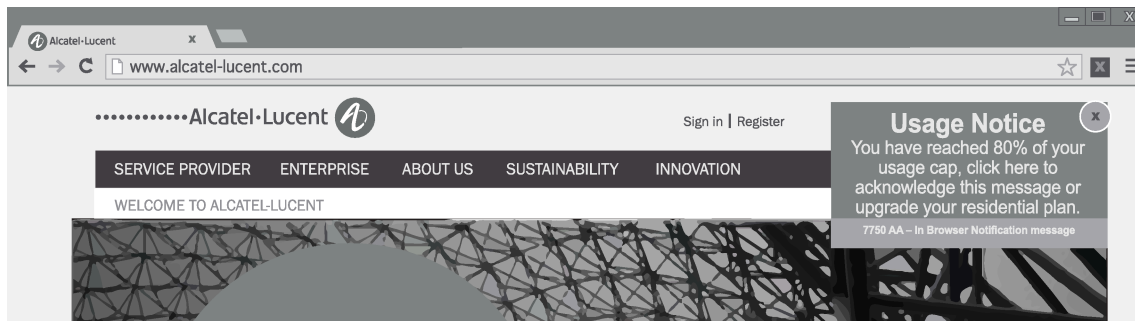 Alcatel·Lucent x
www.alcatel-lucent.com X
Alcatel·Lucent
Sign in | Register
SERVICE PROVIDER ENTERPRISE ABOUT US SUSTAINABILITY INNOVATION
WELCOME TO ALCATEL-LUCENT
x
Usage Notice
You have reached 80% of your
usage cap, click here to
acknowledge this message or
upgrade your residential plan.
7750 AA – In Browser Notification message